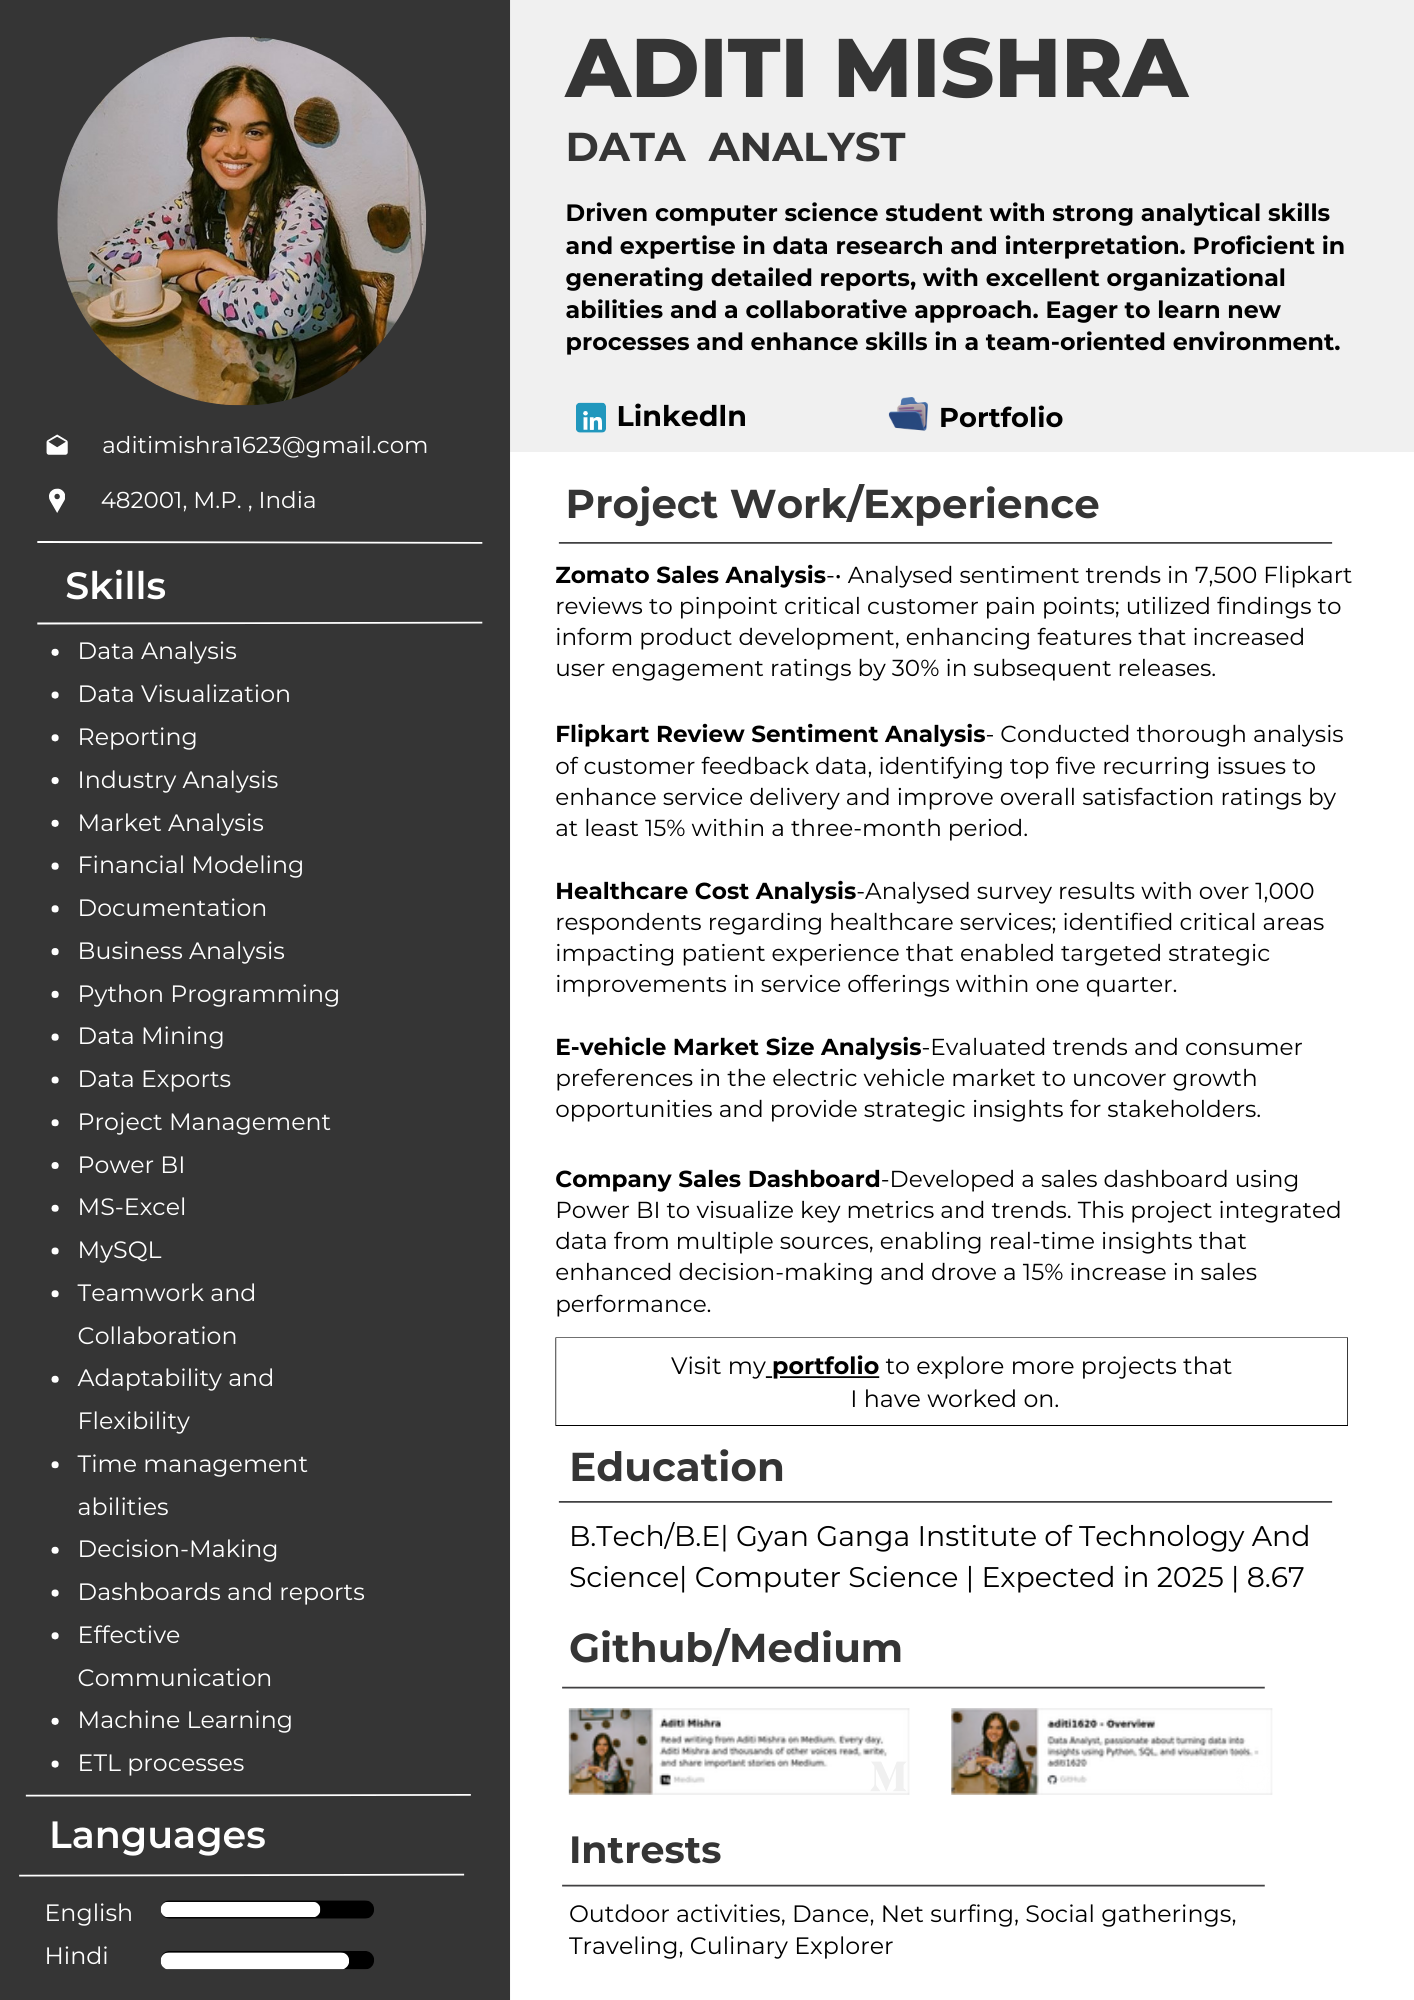 ADITI MISHRA
DATA ANALYST
Driven computer science student with strong analytical skills
and expertise in data research and interpretation. Proficient in
generating detailed reports, with excellent organizational
abilities and a collaborative approach. Eager to learn new
processes and enhance skills in a team-oriented environment.
in LinkedIn
Portfolio
aditimishra1623@gmail.com
482001, M.P. , India
Skills
• Data Analysis
• Data Visualization
• Reporting
• Industry Analysis
• Market Analysis
• Financial Modeling
• Documentation
• Business Analysis
• Python Programming
• Data Mining
• Data Exports
• Project Management
• Power BI
• MS-Excel
• MySQL
• Teamwork and
Collaboration
• Adaptability and
Flexibility
• Time management
abilities
• Decision-Making
• Dashboards and reports
• Effective
Communication
• Machine Learning
• ETL processes
Languages
English
Hindi
Project Work/Experience
Zomato Sales Analysis-• Analysed sentiment trends in 7,500 Flipkart
reviews to pinpoint critical customer pain points; utilized findings to
inform product development, enhancing features that increased
user engagement ratings by 30% in subsequent releases.
Flipkart Review Sentiment Analysis- Conducted thorough analysis
of customer feedback data, identifying top five recurring issues to
enhance service delivery and improve overall satisfaction ratings by
at least 15% within a three-month period.
Healthcare Cost Analysis-Analysed survey results with over 1,000
respondents regarding healthcare services; identified critical areas
impacting patient experience that enabled targeted strategic
improvements in service offerings within one quarter.
E-vehicle Market Size Analysis-Evaluated trends and consumer
preferences in the electric vehicle market to uncover growth
opportunities and provide strategic insights for stakeholders.
Company Sales Dashboard-Developed a sales dashboard using
Power BI to visualize key metrics and trends. This project integrated
data from multiple sources, enabling real-time insights that
enhanced decision-making and drove a 15% increase in sales
performance.
Visit my portfolio to explore more projects that
I have worked on.
Education
B.Tech/B.E| Gyan Ganga Institute of Technology And
Science| Computer Science | Expected in 2025 | 8.67
Github/Medium
Aditi Mishra
Read writing from Aditi Mishra on Medium. Every day,
Aditi Mishra and thousands of other voices read, write,
and share important stories on Medium.
Medium
M
aditi1620 - Overview
Data Analyst, passionate about turning data into
insights using Python, SQL, and visualization tools. -
aditi1620
GitHub
Intrests
Outdoor activities, Dance, Net surfing, Social gatherings,
Traveling, Culinary Explorer